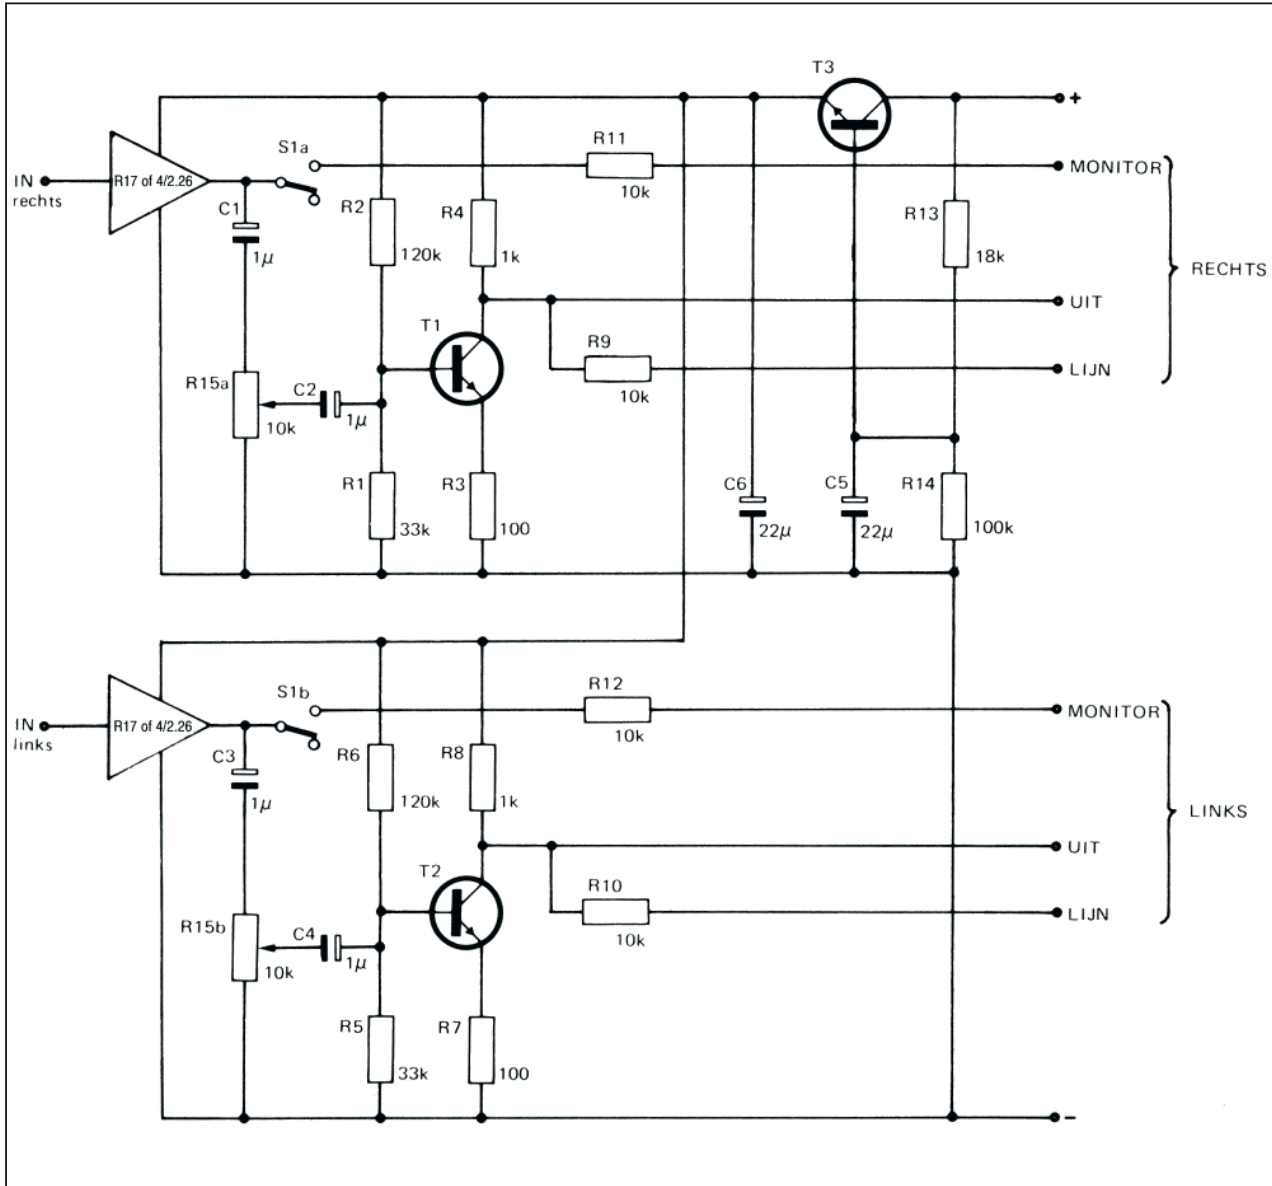 T3
+
S1a
R11
MONITOR
IN
rechts
R17 of 4/2.26
10k
C1
1µ
R2
120k
R4
1k
R13
18k
RECHTS
UIT
T1
R9
10k
LIJN
R15a
10k
C2
1µ
R1
33k
R3
100
C6
22µ
C5
22µ
R14
100k
S1b
R12
MONITOR
IN
links
R17 of 4/2.26
10k
C3
1µ
R6
120k
R8
1k
LINKS
UIT
T2
R10
10k
LIJN
R15b
10k
C4
1µ
R5
33k
R7
100
−